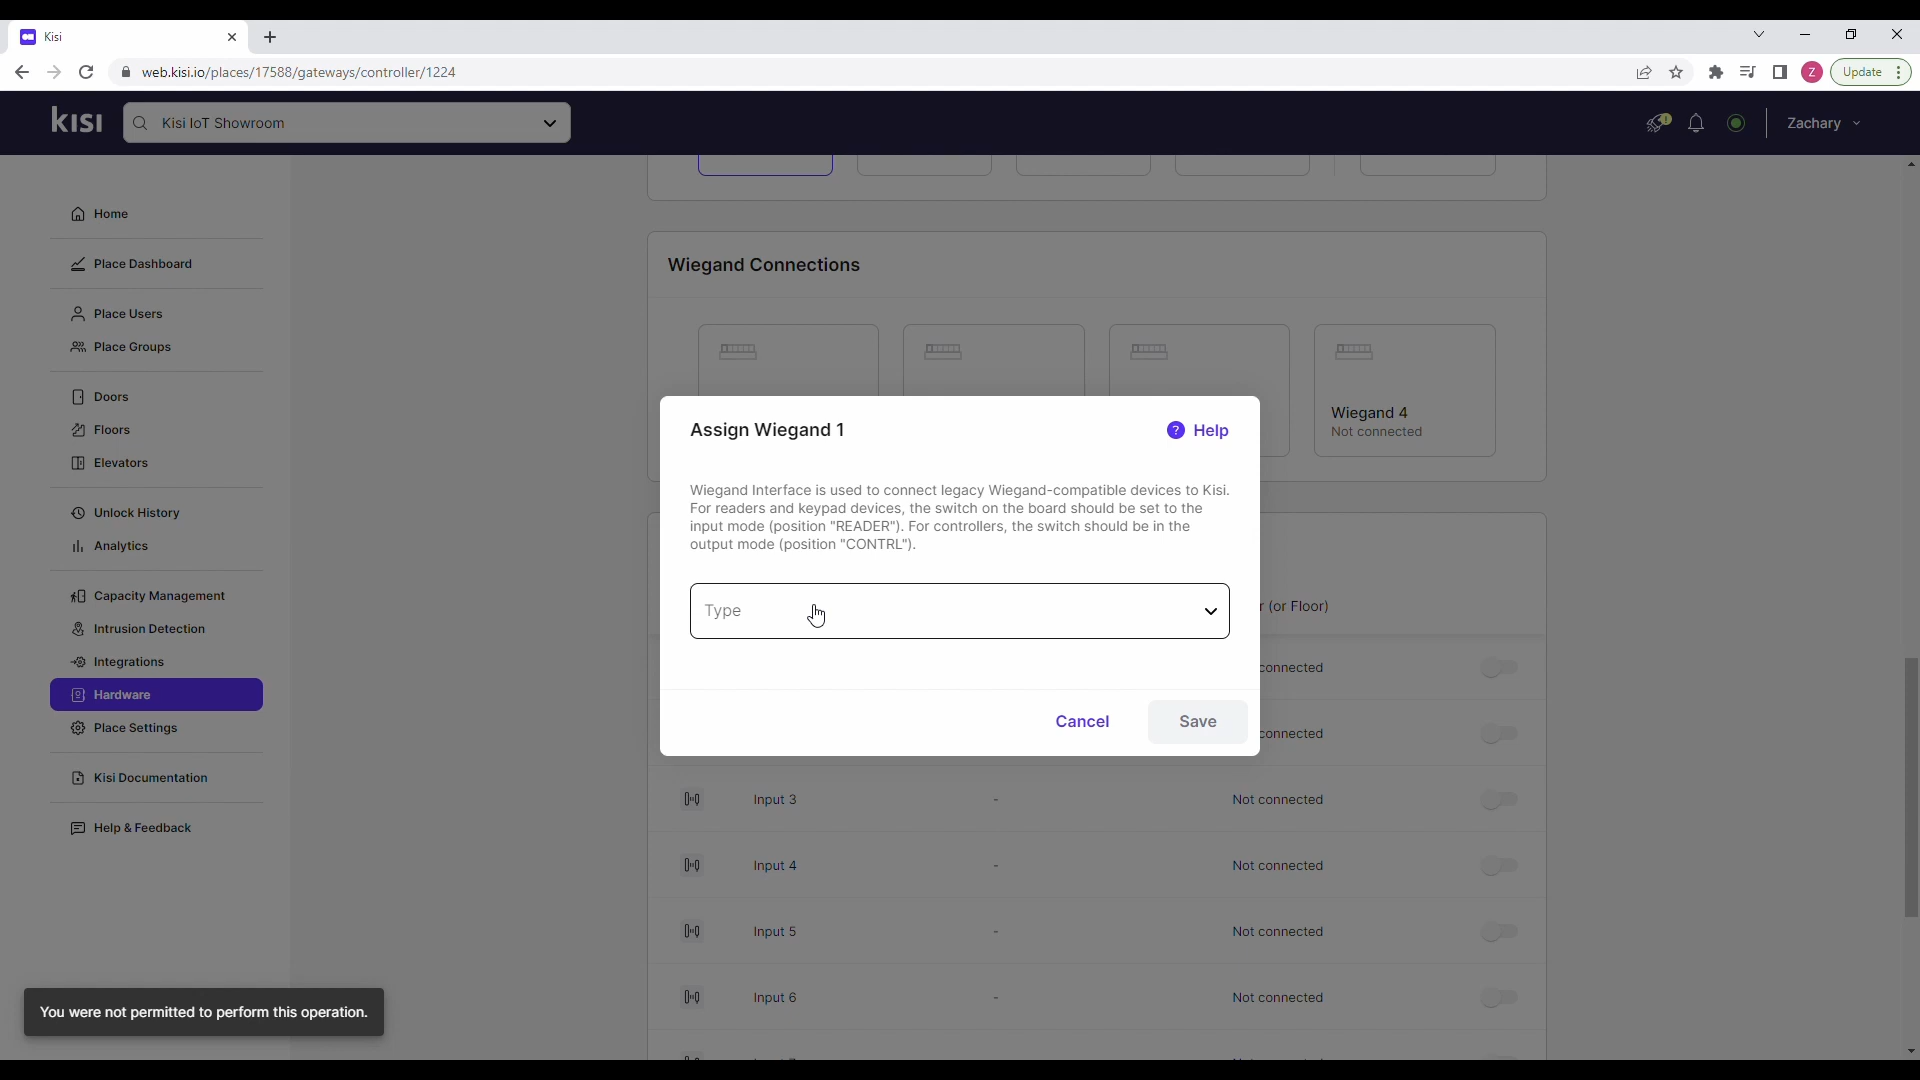 Kisi
web.kisi.io/places/17588/gateways/controller/1224
Z
Update
kisi
Kisi IoT Showroom
Zachary
Home
Place Dashboard
Place Users
Place Groups
Doors
Floors
Elevators
Unlock History
Analytics
Capacity Management
Intrusion Detection
Integrations
Hardware
Place Settings
Kisi Documentation
Help & Feedback
You were not permitted to perform this operation.
Wiegand Connections
Wiegand 4
Not connected
Assign Wiegand 1
? Help
Wiegand Interface is used to connect legacy Wiegand-compatible devices to Kisi.
For readers and keypad devices, the switch on the board should be set to the
input mode (position "READER"). For controllers, the switch should be in the
output mode (position "CONTRL").
Type
Cancel
Save
r (or Floor)
connected
connected
Input 3 - Not connected
Input 4 - Not connected
Input 5 - Not connected
Input 6 - Not connected